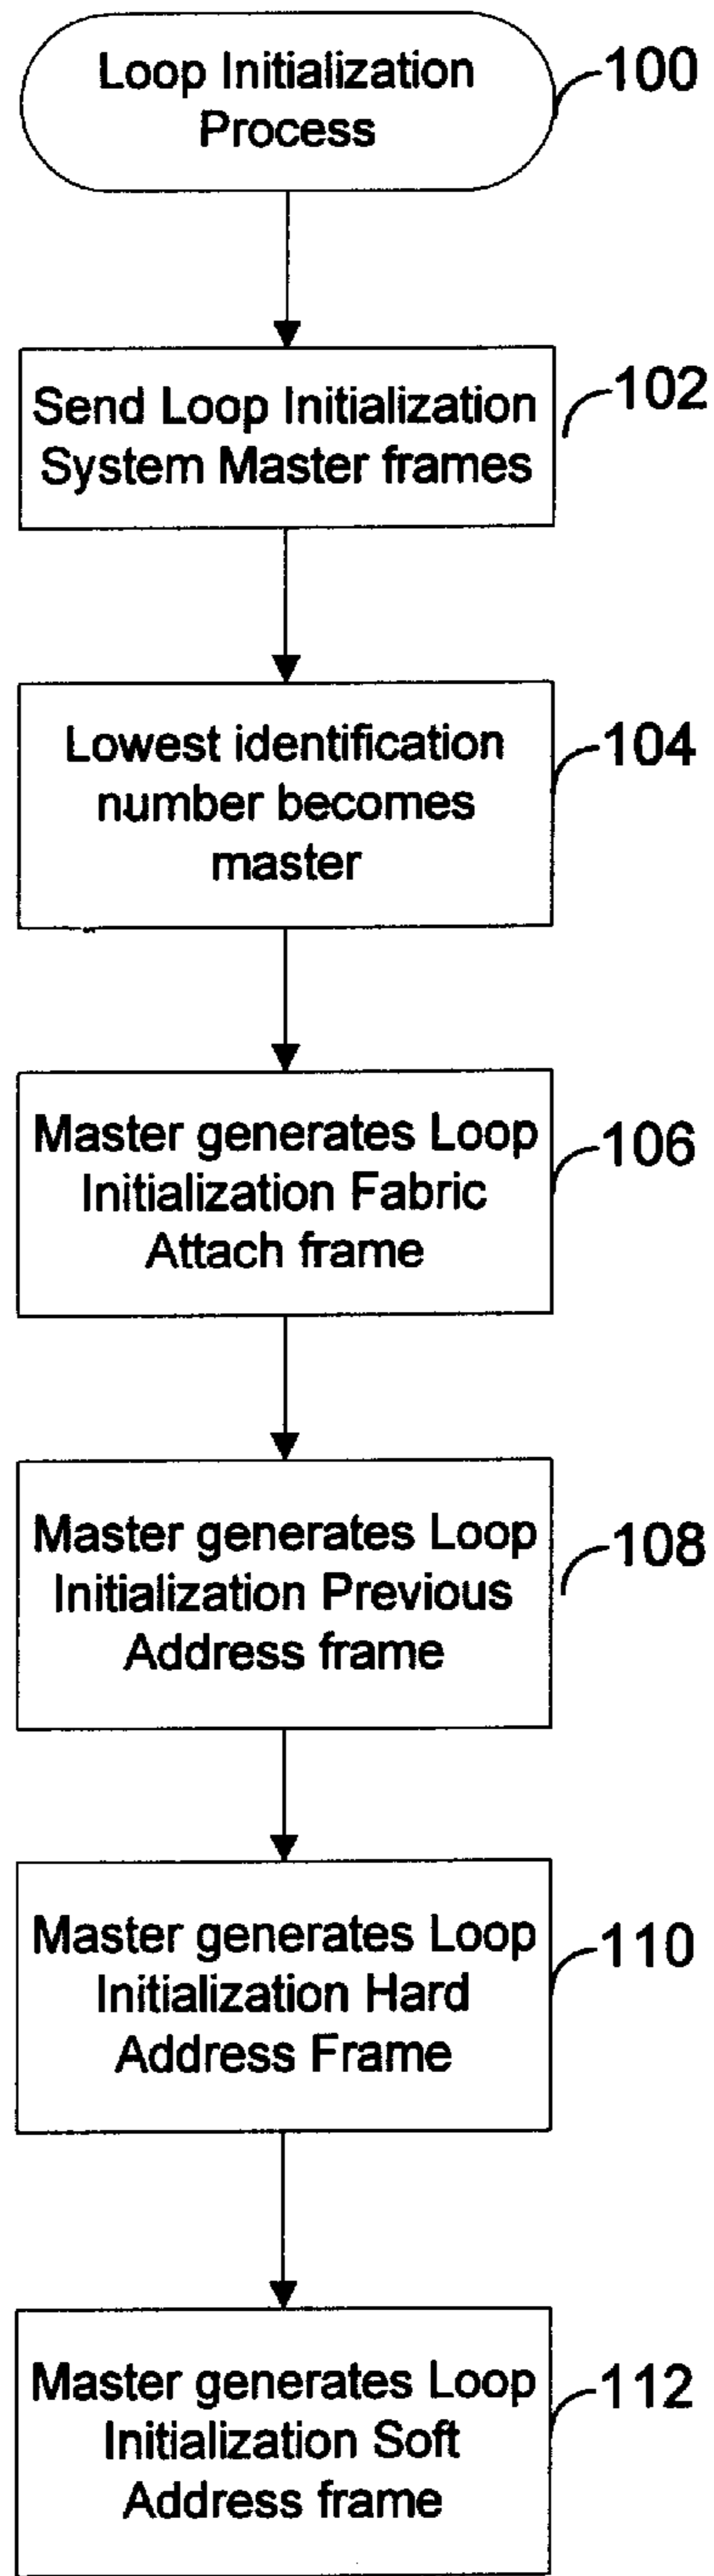 Loop Initialization
Process
100
Send Loop Initialization
System Master frames
102
Lowest identification
number becomes
master
104
Master generates Loop
Initialization Fabric
Attach frame
106
Master generates Loop
Initialization Previous
Address frame
108
Master generates Loop
Initialization Hard
Address Frame
110
Master generates Loop
Initialization Soft
Address frame
112